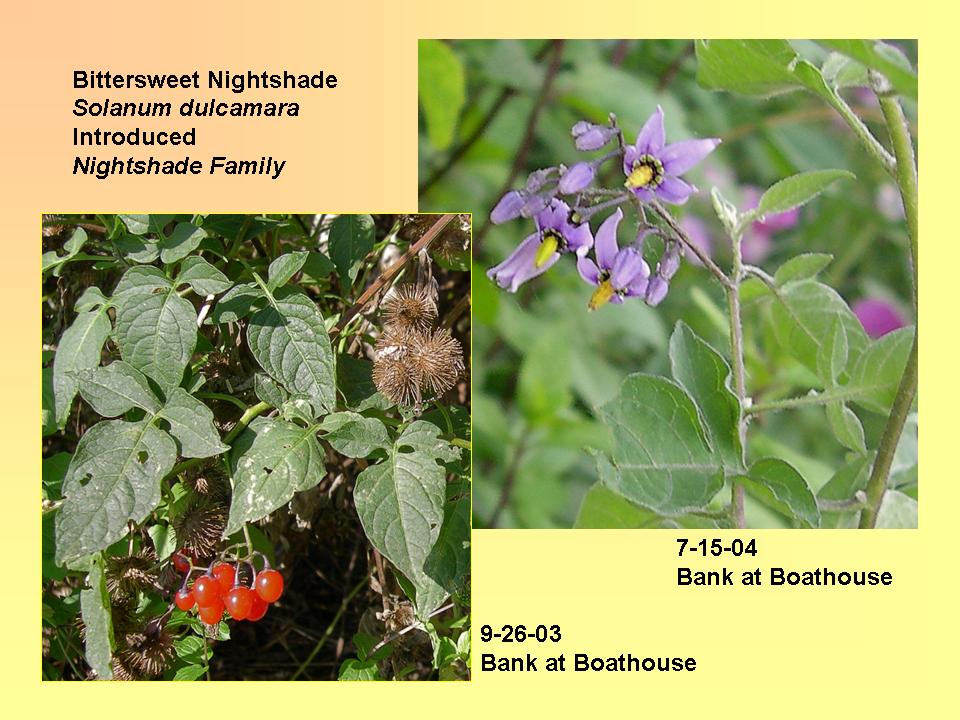 Bittersweet Nightshade
Solanum dulcamara
Introduced
Nightshade Family
7-15-04
Bank at Boathouse
9-26-03
Bank at Boathouse